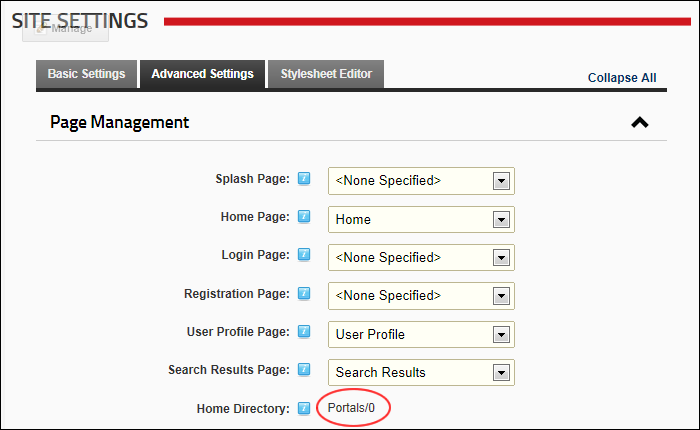 SITE SETTINGS
Manage
Basic Settings Advanced Settings Stylesheet Editor Collapse All
Page Management
Splash Page: <None Specified>
Home Page: Home
Login Page: <None Specified>
Registration Page: <None Specified>
User Profile Page: User Profile
Search Results Page: Search Results
Home Directory: Portals/0